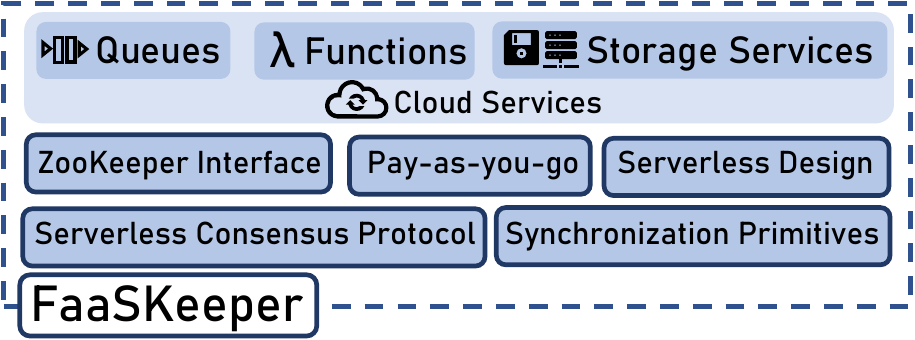 Queues
λ Functions
Storage Services
Cloud Services
ZooKeeper Interface
Pay-as-you-go
Serverless Design
Serverless Consensus Protocol
Synchronization Primitives
FaaSKeeper